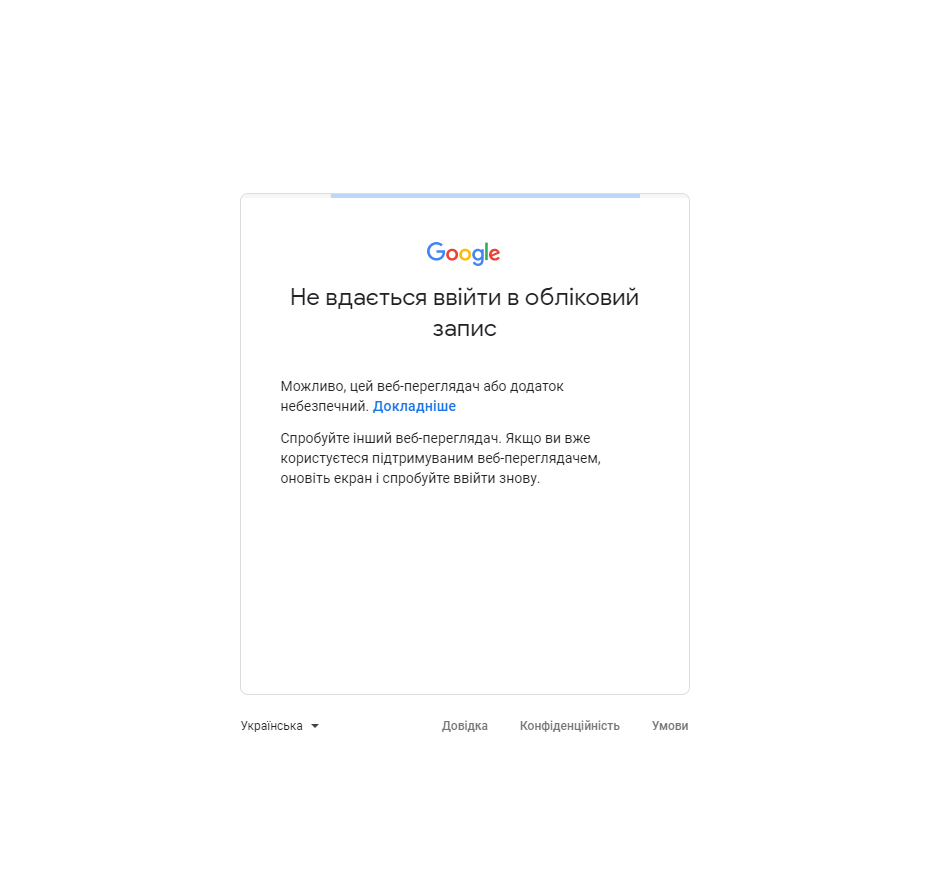 Google
Не вдається ввійти в обліковий
запис
Можливо, цей веб-переглядач або додаток
небезпечний. Докладніше
Спробуйте інший веб-переглядач. Якщо ви вже
користуєтеся підтримуваним веб-переглядачем,
оновіть екран і спробуйте ввійти знову.
Українська Довідка Конфіденційність Умови